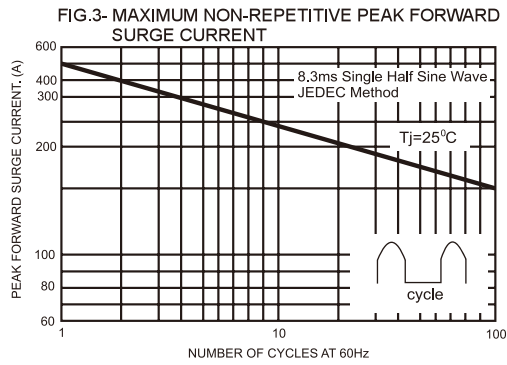 FIG.3- MAXIMUM NON-REPETITIVE PEAK FORWARD
SURGE CURRENT
PEAK FORWARD SURGE CURRENT. (A)
600
400
300
200
100
80
60
8.3ms Single Half Sine Wave
JEDEC Method
Tj=25⁰C
cycle
1
10
100
NUMBER OF CYCLES AT 60Hz